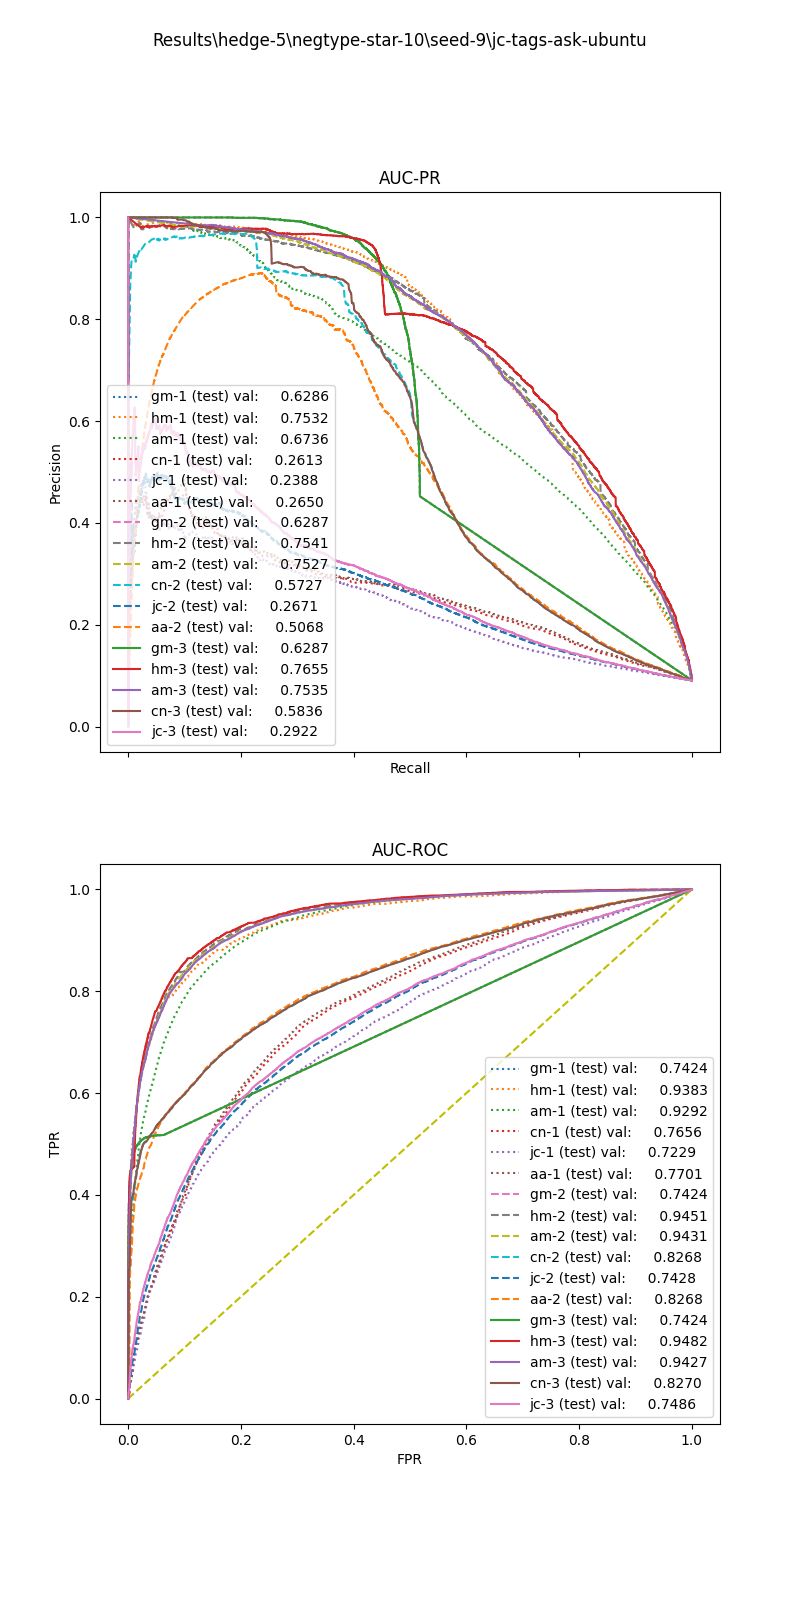 Results\hedge-5\negtype-star-10\seed-9\jc-tags-ask-ubuntu
AUC-PR
1.0
0.8
0.6
0.4
0.2
0.0
Precision
gm-1 (test) val: 0.6286
hm-1 (test) val: 0.7532
am-1 (test) val: 0.6736
cn-1 (test) val: 0.2613
jc-1 (test) val: 0.2388
aa-1 (test) val: 0.2650
gm-2 (test) val: 0.6287
hm-2 (test) val: 0.7541
am-2 (test) val: 0.7527
cn-2 (test) val: 0.5727
jc-2 (test) val: 0.2671
aa-2 (test) val: 0.5068
gm-3 (test) val: 0.6287
hm-3 (test) val: 0.7655
am-3 (test) val: 0.7535
cn-3 (test) val: 0.5836
jc-3 (test) val: 0.2922
Recall
AUC-ROC
1.0
0.8
0.6
0.4
0.2
0.0
TPR
gm-1 (test) val: 0.7424
hm-1 (test) val: 0.9383
am-1 (test) val: 0.9292
cn-1 (test) val: 0.7656
jc-1 (test) val: 0.7229
aa-1 (test) val: 0.7701
gm-2 (test) val: 0.7424
hm-2 (test) val: 0.9451
am-2 (test) val: 0.9431
cn-2 (test) val: 0.8268
jc-2 (test) val: 0.7428
aa-2 (test) val: 0.8268
gm-3 (test) val: 0.7424
hm-3 (test) val: 0.9482
am-3 (test) val: 0.9427
cn-3 (test) val: 0.8270
jc-3 (test) val: 0.7486
0.0 0.2 0.4 0.6 0.8 1.0
FPR